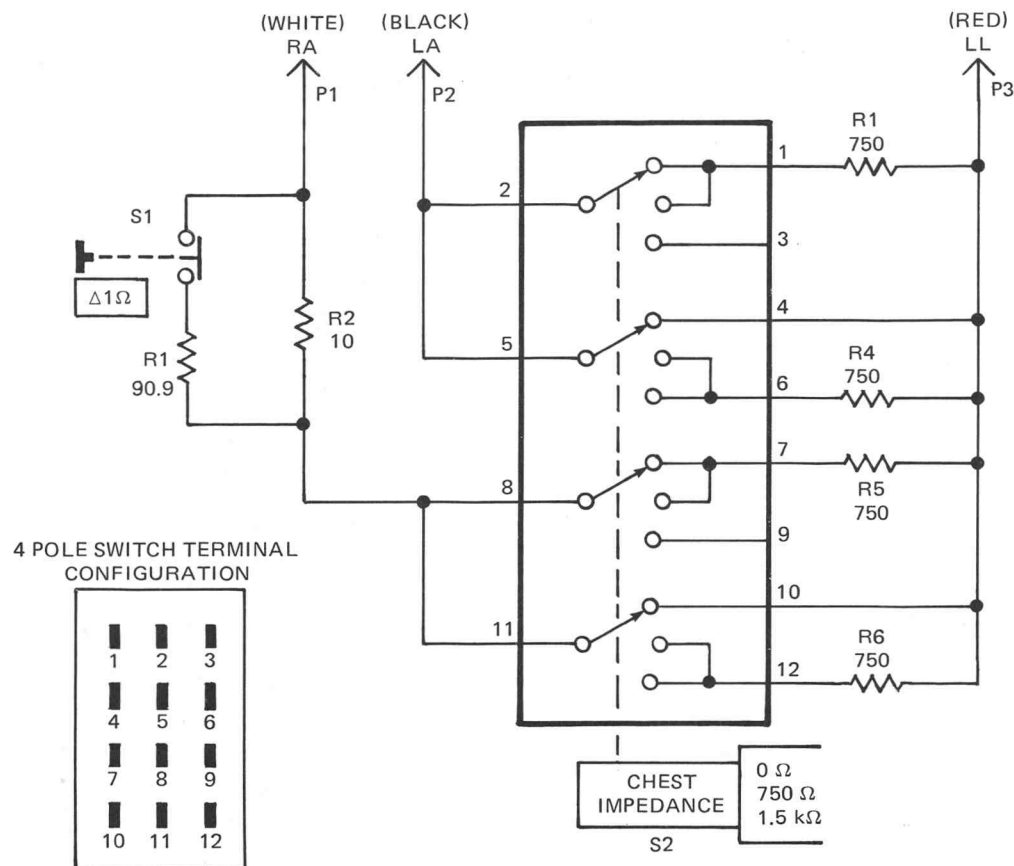 (WHITE)
RA
P1
(BLACK)
LA
P2
(RED)
LL
P3
S1
Δ1Ω
R1
90.9
R2
10
2
5
8
11
1
3
4
6
7
9
10
12
R1
750
R4
750
R5
750
R6
750
4 POLE SWITCH TERMINAL
CONFIGURATION
1 2 3
4 5 6
7 8 9
10 11 12
CHEST
IMPEDANCE
S2
0 Ω
750 Ω
1.5 kΩ